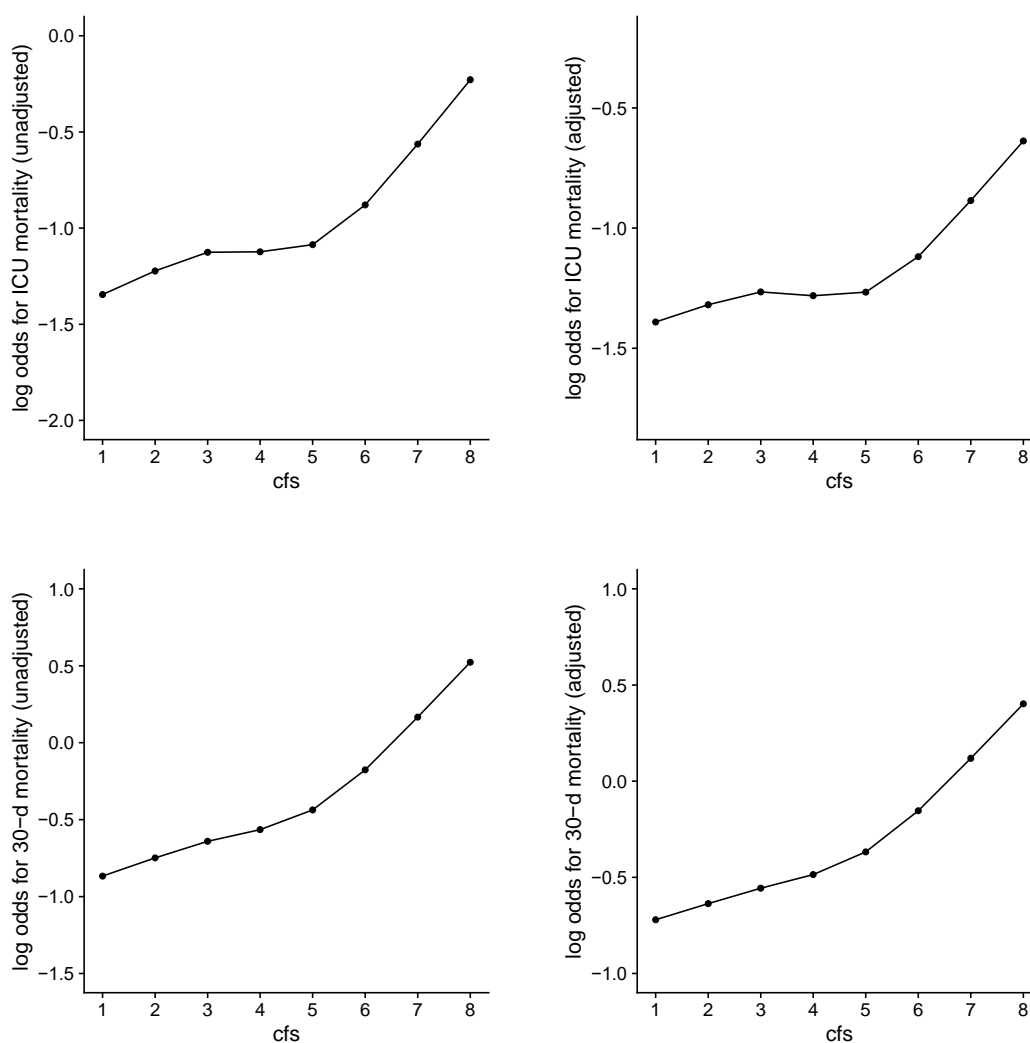 log odds for ICU mortality (unadjusted)
0.0
−0.5
−1.0
−1.5
−2.0
1 2 3 4 5 6 7 8
cfs
log odds for ICU mortality (adjusted)
−0.5
−1.0
−1.5
1 2 3 4 5 6 7 8
cfs
log odds for 30−d mortality (unadjusted)
1.0
0.5
0.0
−0.5
−1.0
−1.5
1 2 3 4 5 6 7 8
cfs
log odds for 30−d mortality (adjusted)
1.0
0.5
0.0
−0.5
−1.0
1 2 3 4 5 6 7 8
cfs